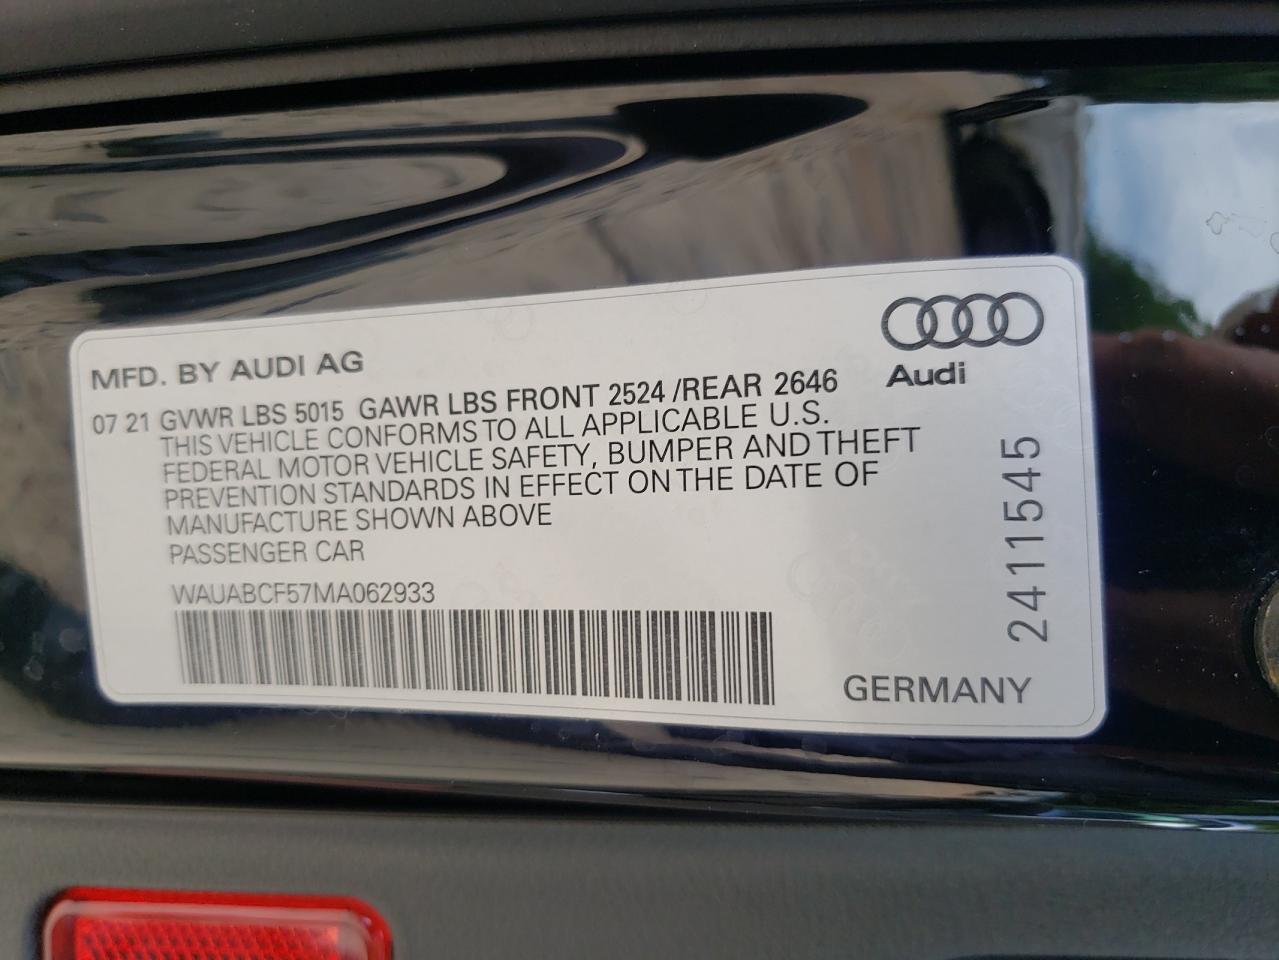 MFD. BY AUDI AG
Audi
07 21 GVWR LBS 5015 GAWR LBS FRONT 2524 /REAR 2646
THIS VEHICLE CONFORMS TO ALL APPLICABLE U.S.
FEDERAL MOTOR VEHICLE SAFETY, BUMPER AND THEFT
PREVENTION STANDARDS IN EFFECT ON THE DATE OF
MANUFACTURE SHOWN ABOVE
PASSENGER CAR
WAUABCF57MA062933
2411545
GERMANY